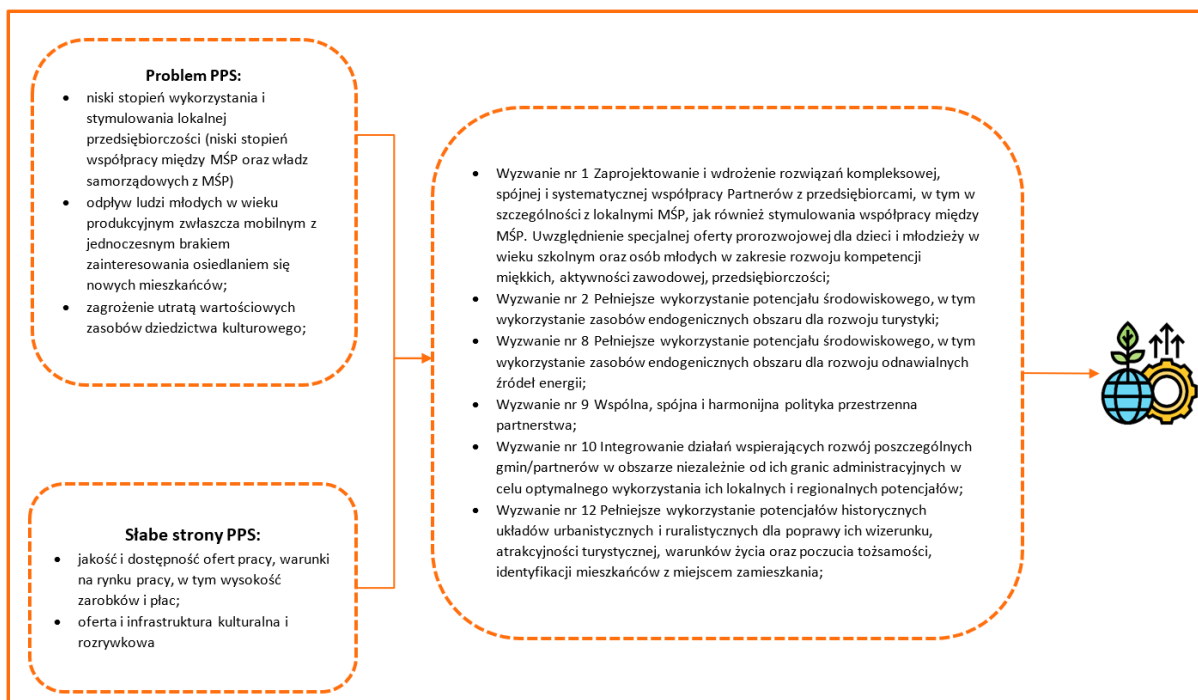 Problem PPS:
• niski stopień wykorzystania i
stymulowania lokalnej
przedsiębiorczości (niski stopień
współpracy między MŚP oraz władz
samorządowych z MŚP)
• odpływ ludzi młodych w wieku
produkcyjnym zwłaszcza mobilnym z
jednoczesnym brakiem
zainteresowania osiedlaniem się
nowych mieszkańców;
• zagrożenie utratą wartościowych
zasobów dziedzictwa kulturowego;
Słabe strony PPS:
• jakość i dostępność ofert pracy, warunki
na rynku pracy, w tym wysokość
zarobków i płac;
• oferta i infrastruktura kulturalna i
rozrywkowa
• Wyzwanie nr 1 Zaprojektowanie i wdrożenie rozwiązań kompleksowej,
spójnej i systematycznej współpracy Partnerów z przedsiębiorcami, w tym w
szczególności z lokalnymi MŚP, jak również stymulowania współpracy między
MŚP. Uwzględnienie specjalnej oferty prorozwojowej dla dzieci i młodzieży w
wieku szkolnym oraz osób młodych w zakresie rozwoju kompetencji
miękkich, aktywności zawodowej, przedsiębiorczości;
• Wyzwanie nr 2 Pełniejsze wykorzystanie potencjału środowiskowego, w tym
wykorzystanie zasobów endogenicznych obszaru dla rozwoju turystyki;
• Wyzwanie nr 8 Pełniejsze wykorzystanie potencjału środowiskowego, w tym
wykorzystanie zasobów endogenicznych obszaru dla rozwoju odnawialnych
źródeł energii;
• Wyzwanie nr 9 Wspólna, spójna i harmonijna polityka przestrzenna
partnerstwa;
• Wyzwanie nr 10 Integrowanie działań wspierających rozwój poszczególnych
gmin/partnerów w obszarze niezależnie od ich granic administracyjnych w
celu optymalnego wykorzystania ich lokalnych i regionalnych potencjałów;
• Wyzwanie nr 12 Pełniejsze wykorzystanie potencjałów historycznych
układów urbanistycznych i ruralistycznych dla poprawy ich wizerunku,
atrakcyjności turystycznej, warunków życia oraz poczucia tożsamości,
identyfikacji mieszkańców z miejscem zamieszkania;